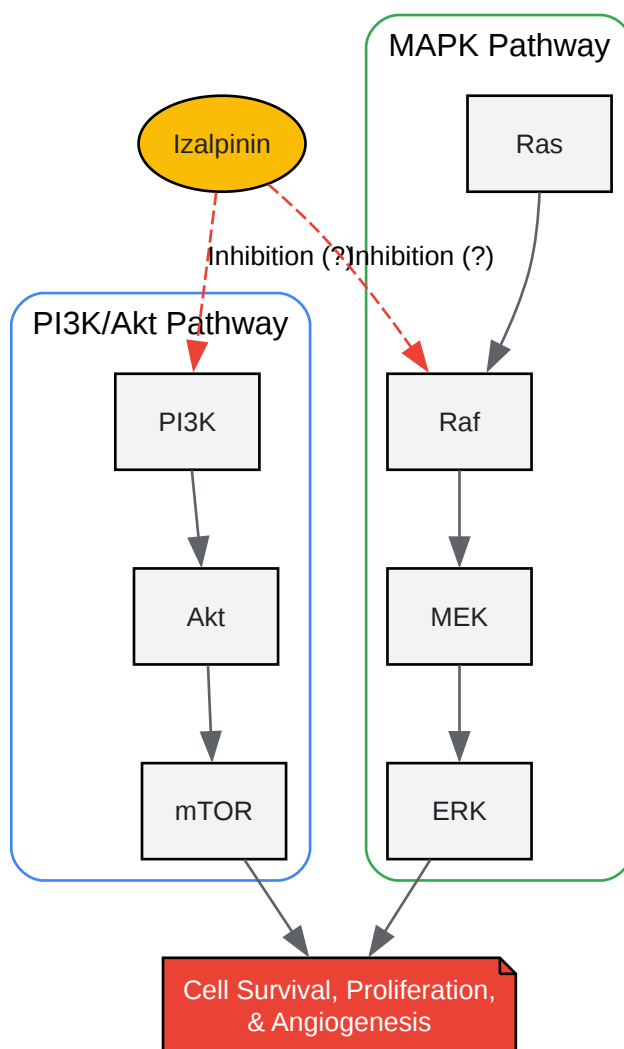 MAPK Pathway
Izalpinin
Ras
Inhibition (?)
Inhibition (?)
PI3K/Akt Pathway
PI3K
Raf
Akt
MEK
mTOR
ERK
Cell Survival, Proliferation,
& Angiogenesis